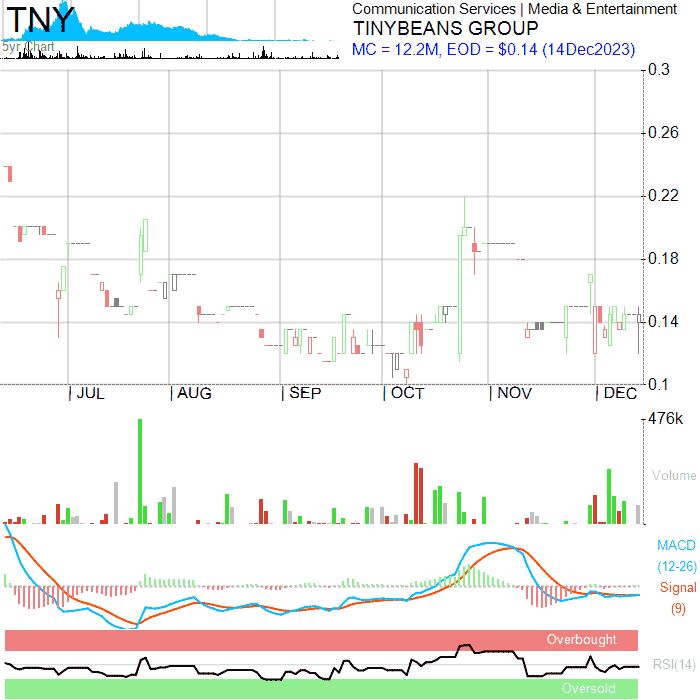 TNY
5yr Chart
Communication Services | Media & Entertainment
TINYBEANS GROUP
MC = 12.2M, EOD = $0.14 (14Dec2023)
0.3
0.26
0.22
0.18
0.14
0.1
JUL AUG SEP OCT NOV DEC
476k
Volume
MACD
(12-26)
Signal
(9)
Overbought
RSI(14)
Oversold